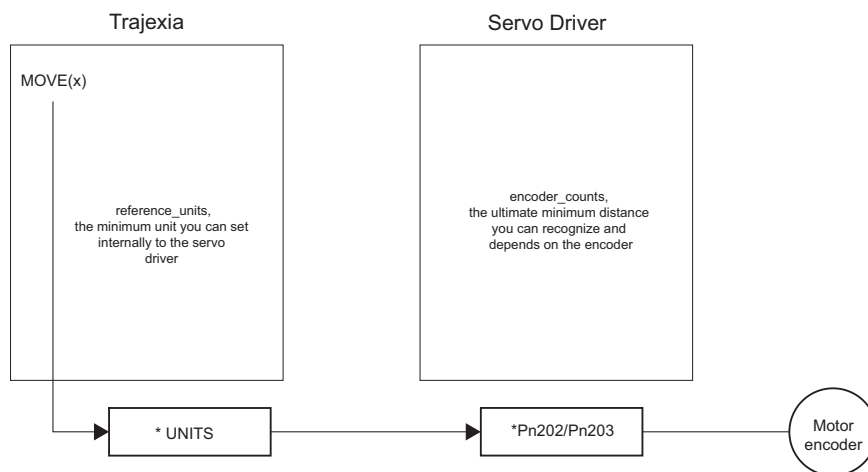 Trajexia
Servo Driver
MOVE(x)
reference_units,
the minimum unit you can set
internally to the servo
driver
encoder_counts,
the ultimate minimum distance
you can recognize and
depends on the encoder
* UNITS
*Pn202/Pn203
Motor
encoder